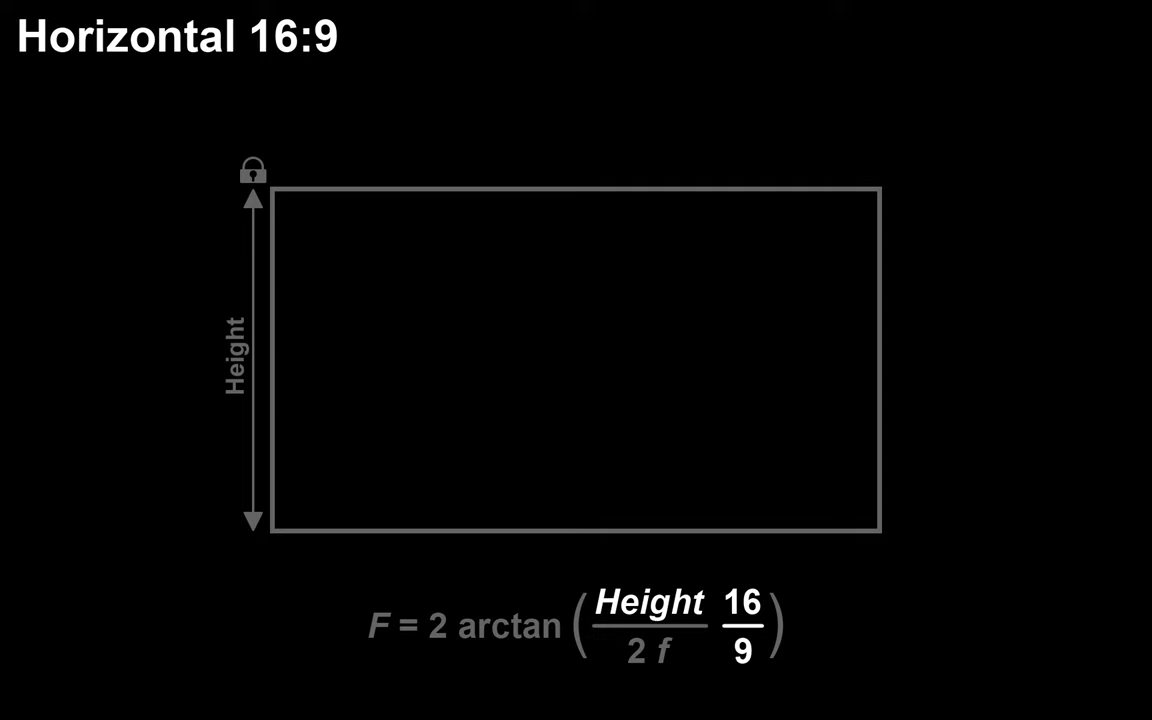 Horizontal 16:9
Height
F = 2 arctan ( Height/2 f 16/9 )